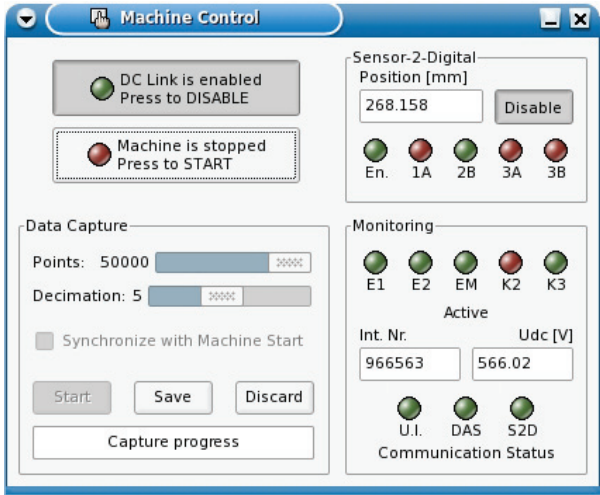 Machine Control
DC Link is enabled
Press to DISABLE
Machine is stopped
Press to START
Sensor-2-Digital
Position [mm]
268.158 Disable
En. 1A 2B 3A 3B
Data Capture
Points: 50000
Decimation: 5
Synchronize with Machine Start
Start Save Discard
Capture progress
Monitoring
E1 E2 EM K2 K3
Active
Int. Nr. Udc [V]
966563 566.02
U.I. DAS S2D
Communication Status